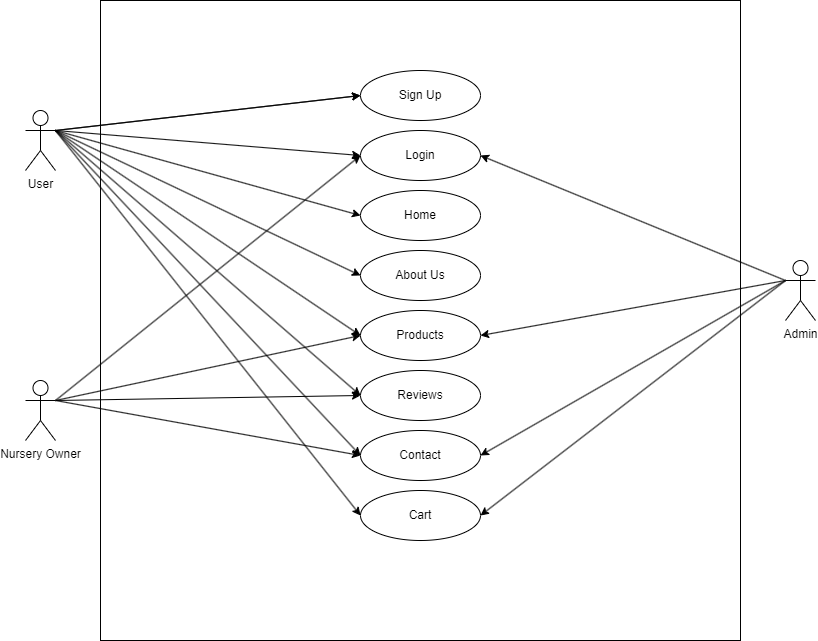 Sign Up
Login
User
Home
About Us
Products
Admin
Reviews
Nursery Owner
Contact
Cart